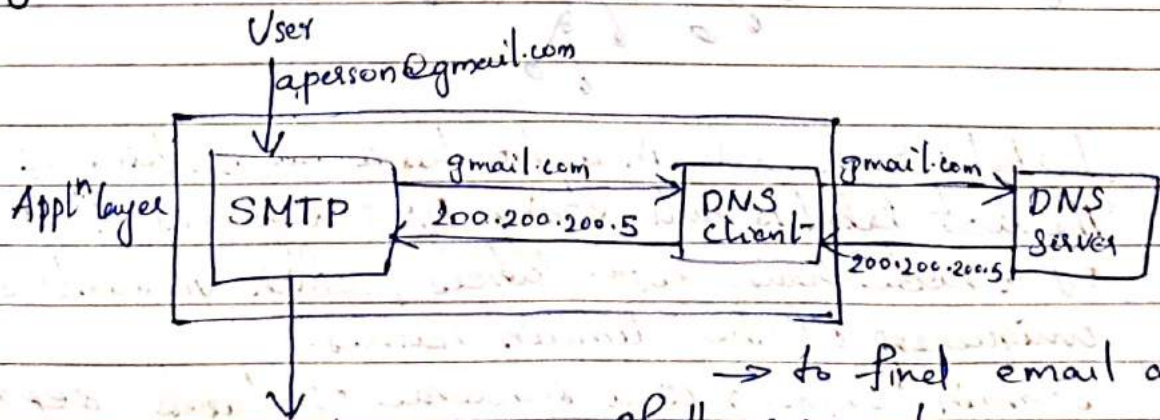 User
aperson@gmail.com
Applⁿ layer
SMTP
gmail.com
200.200.200.5
DNS
client
gmail.com
200.200.200.5
DNS
Server
→ to find email